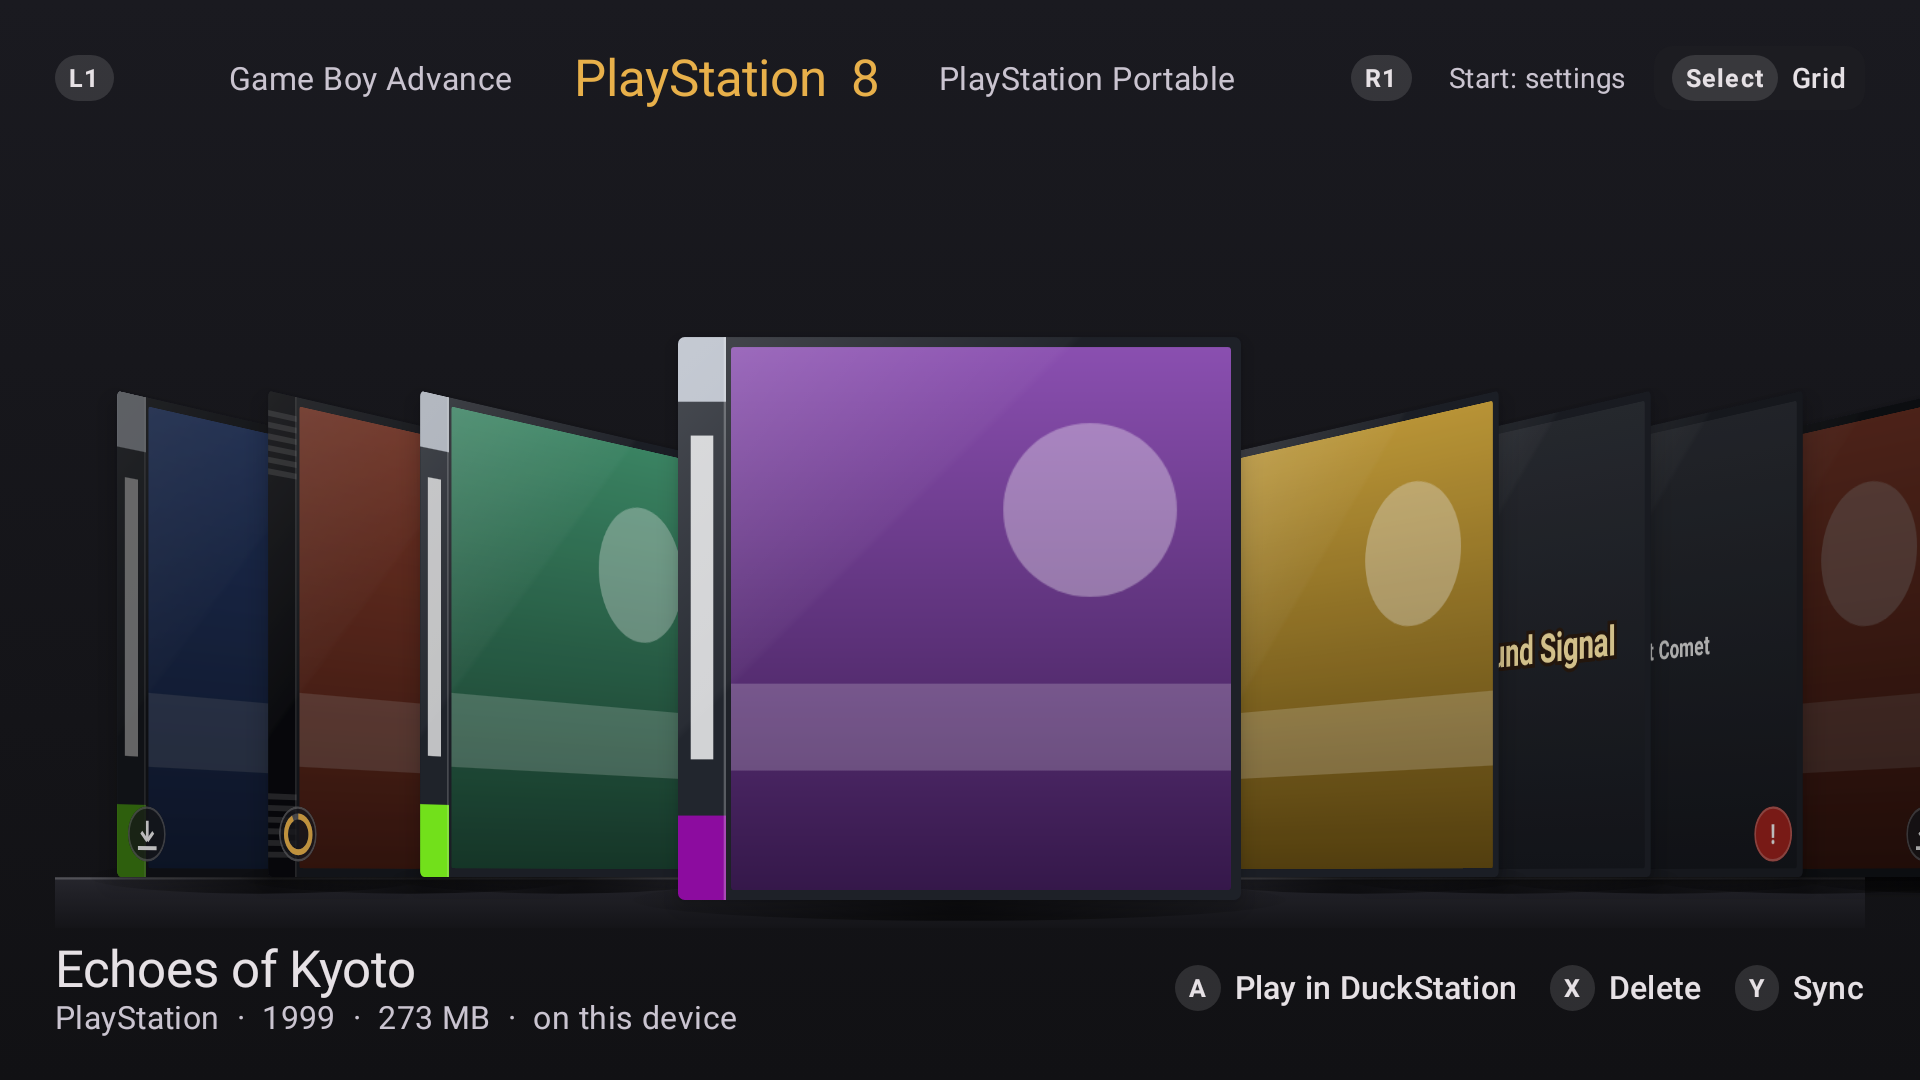 L1 Game Boy Advance PlayStation 8 PlayStation Portable R1 Start: settings Select Grid
Signal
Comet
!
Echoes of Kyoto
PlayStation · 1999 · 273 MB · on this device
A Play in DuckStation X Delete Y Sync